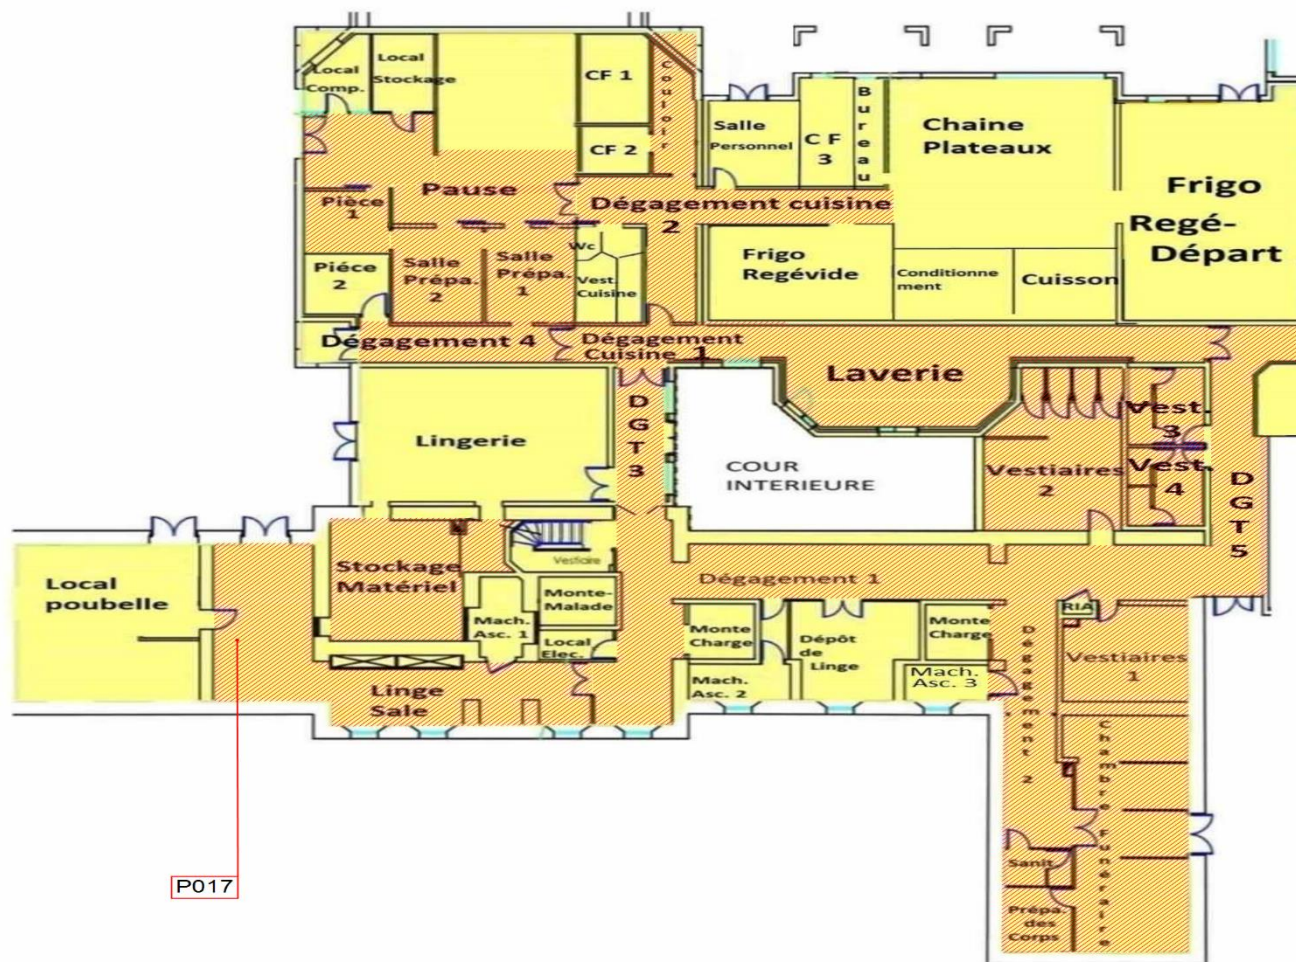 Local
Comp.
Local
Stockage
CF 1
CF 2
Couloir
Salle
Personnel
C F
3
Bureau
Chaine
Plateaux
Frigo
Regé-
Départ
Pause
Pièce
1
Dégagement cuisine
2
Piéce
2
Salle
Prépa.
2
Salle
Prépa.
1
Wc
Vest.
Cuisine
Frigo
Regévide
Conditionne
ment
Cuisson
Dégagement 4
Dégagement
Cuisine 1
Laverie
Lingerie
DGT3
COUR
INTERIEURE
Vestiaires
2
Vest.
3
Vest.
4
DGT5
Local
poubelle
Stockage
Matériel
Vestiaire
Monte-
Malade
Mach.
Asc. 1
Local
Elec.
Linge
Sale
Dégagement 1
Monte
Charge
Mach.
Asc. 2
Dépôt
de
Linge
Monte
Charge
Mach.
Asc. 3
RIA
Vestiaires
1
Dégagement 2
Chambre Funéraire
Sanit.
Prépa.
des
Corps
P017